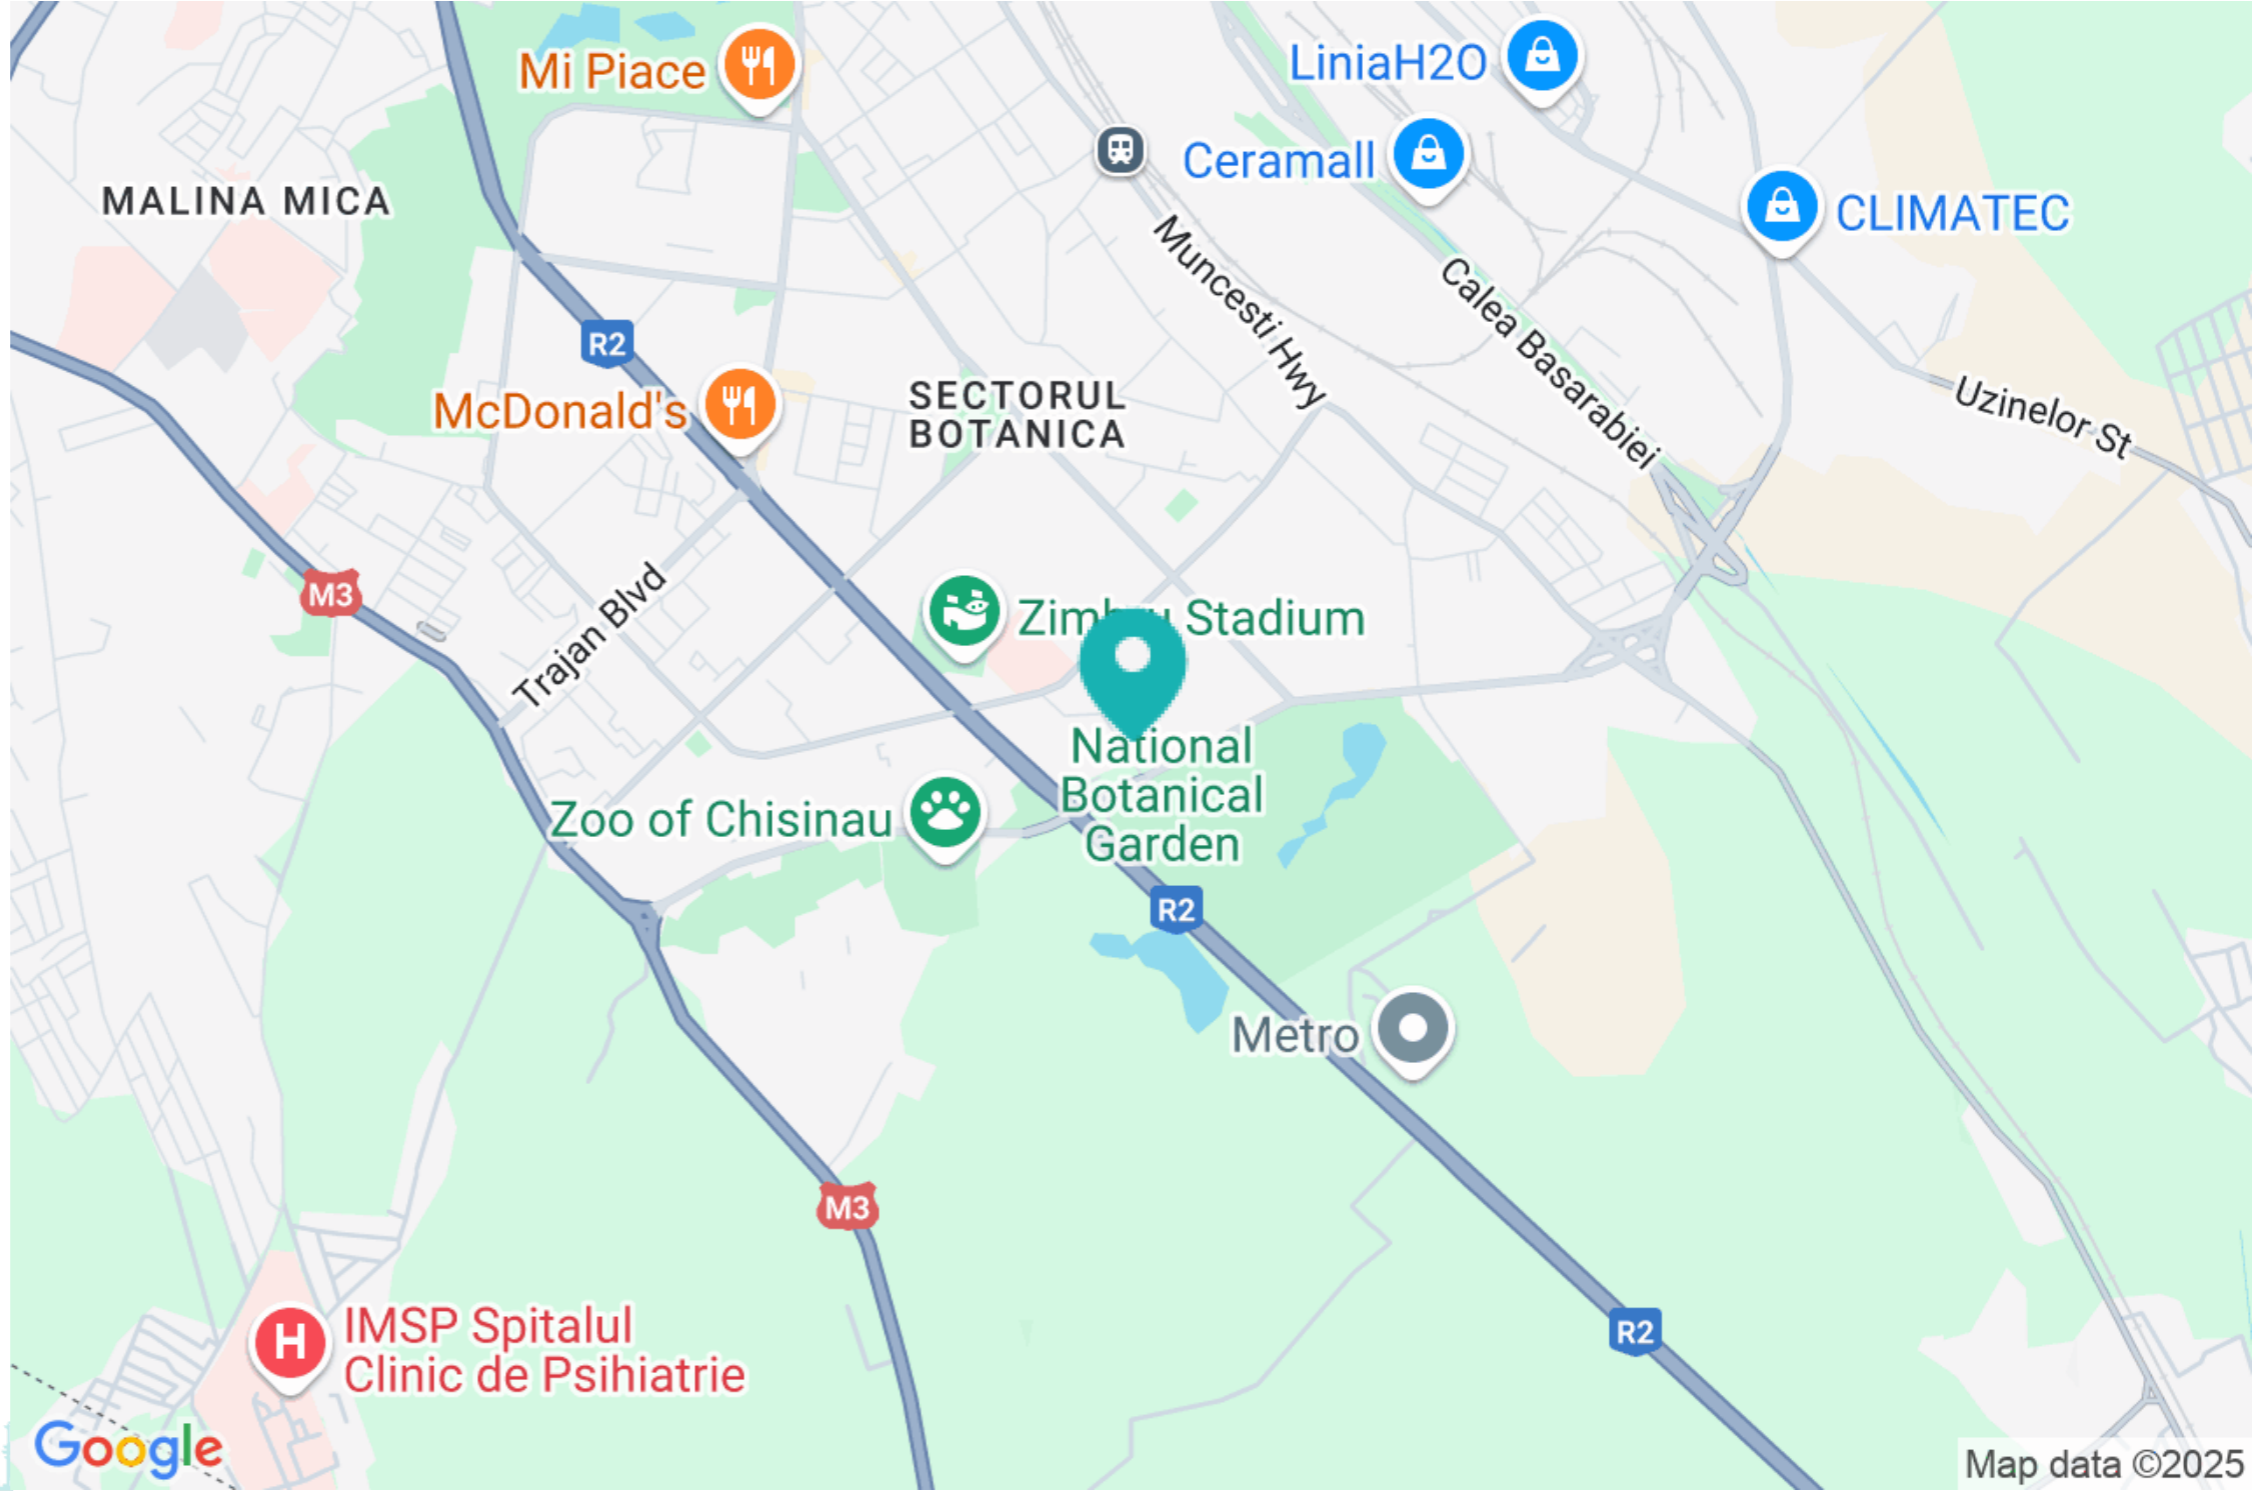 Mi Piace
LiniaH2O
Ceramall
MALINA MICA
CLIMATEC
Muncesti Hwy
Calea Basarabiei
R2
McDonald's
SECTORUL
BOTANICA
Uzinelor St
M3
Trajan Blvd
Zimbru Stadium
National
Botanical
Garden
Zoo of Chisinau
R2
Metro
M3
H
IMSP Spitalul
Clinic de Psihiatrie
R2
Google
Map data ©2025